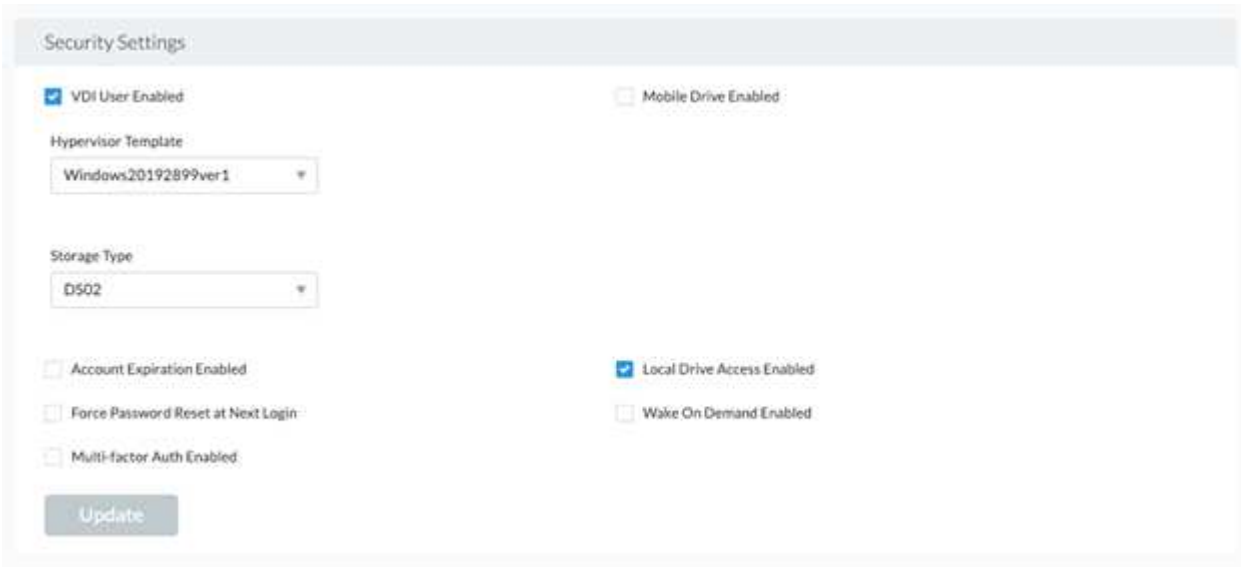 Security Settings
VDI User Enabled
Mobile Drive Enabled
Hypervisor Template
Windows20192899ver1
Storage Type
DS02
Account Expiration Enabled
Local Drive Access Enabled
Force Password Reset at Next Login
Wake On Demand Enabled
Multi-factor Auth Enabled
Update